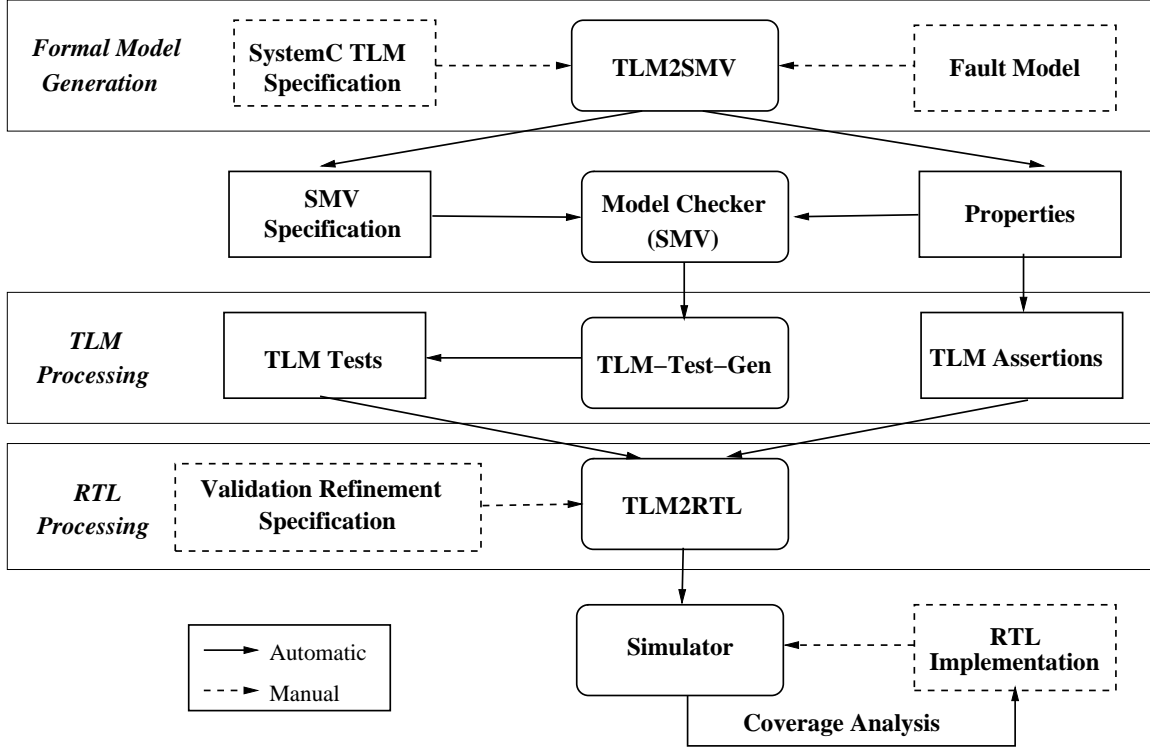 Formal Model
Generation
SystemC TLM
Specification
TLM2SMV
Fault Model
SMV
Specification
Model Checker
(SMV)
Properties
TLM
Processing
TLM Tests
TLM−Test−Gen
TLM Assertions
RTL
Processing
Validation Refinement
Specification
TLM2RTL
Automatic
Manual
Simulator
RTL
Implementation
Coverage Analysis